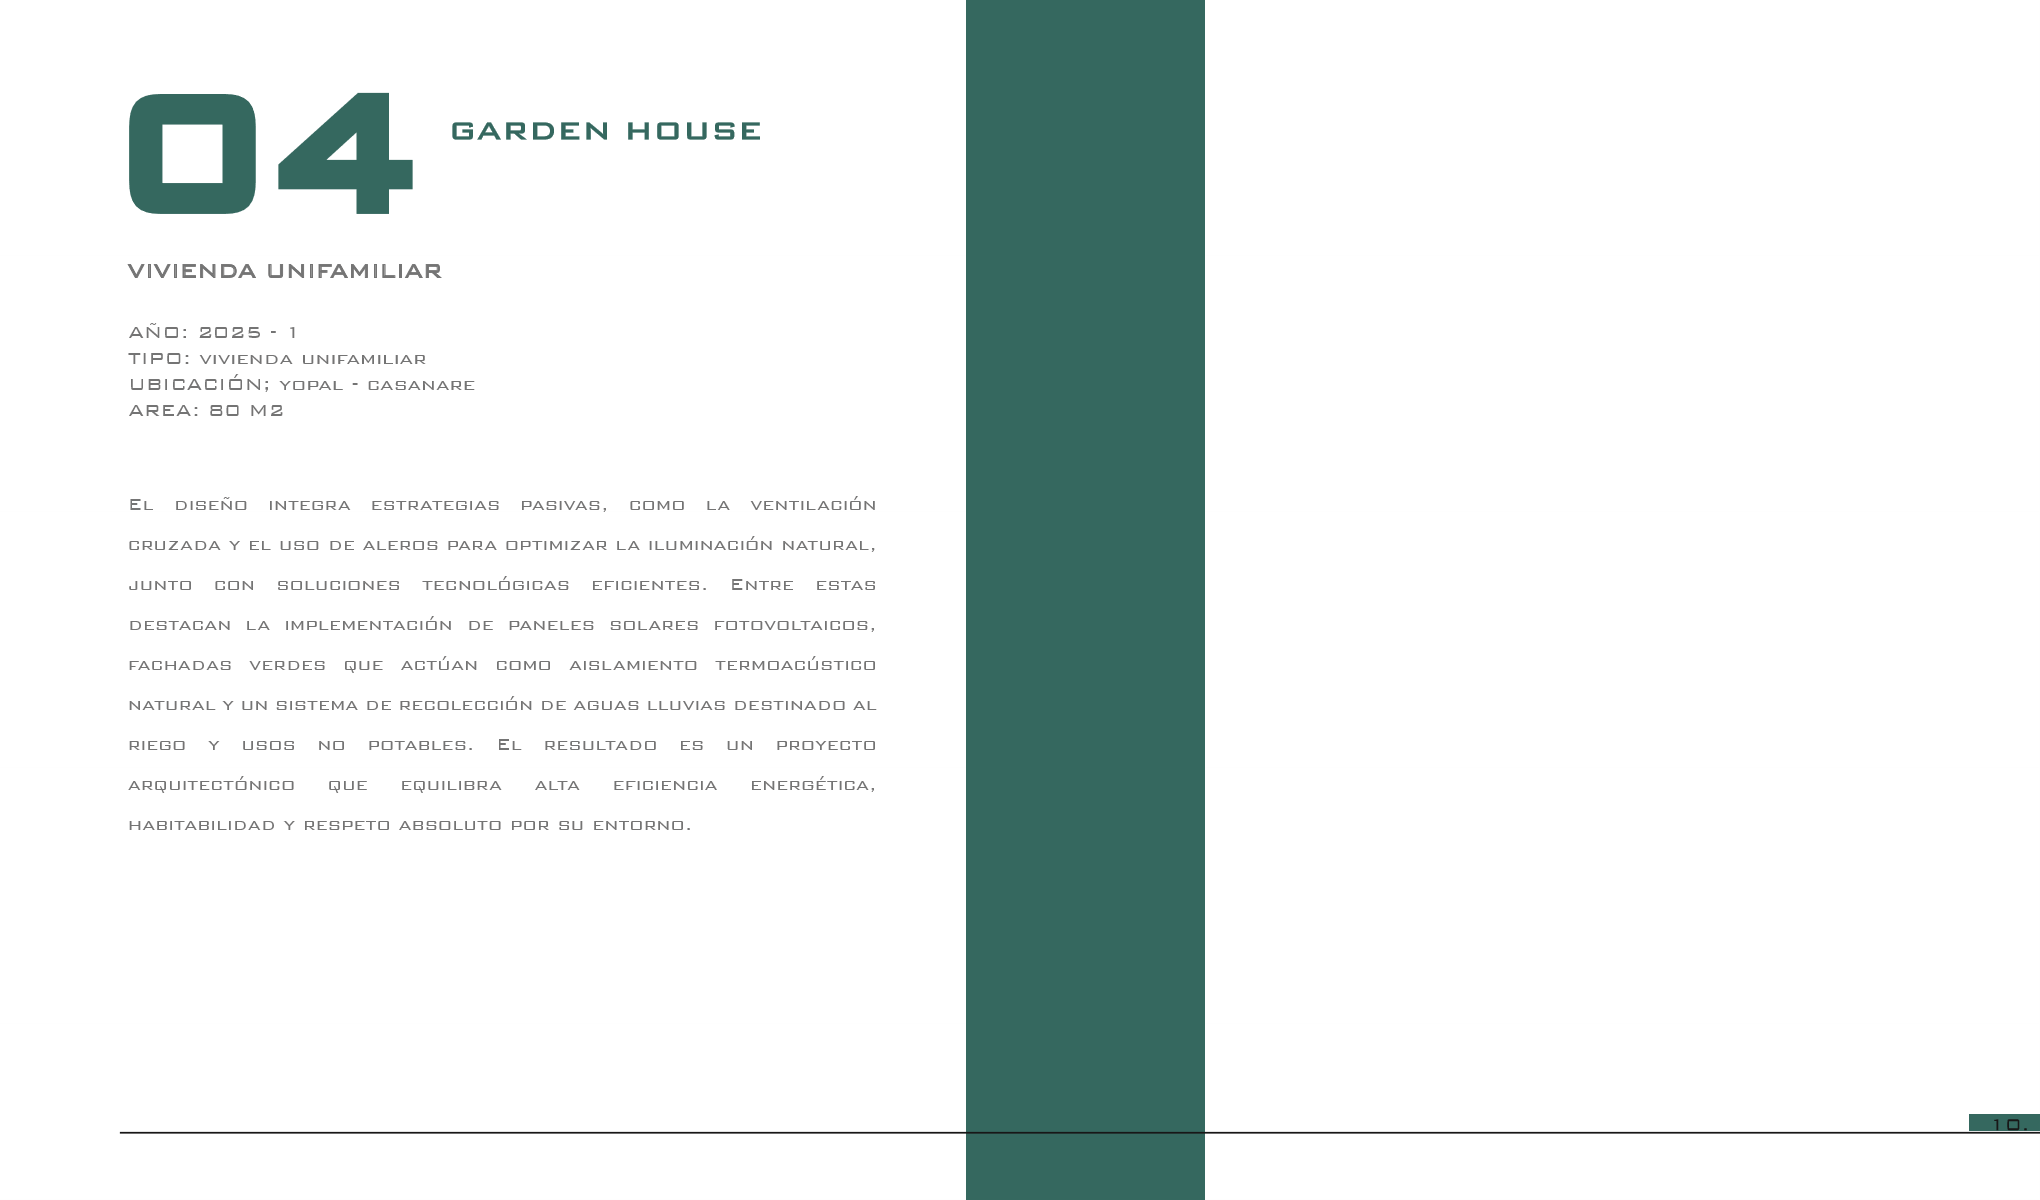 04 GARDEN HOUSE
VIVIENDA UNIFAMILIAR
AÑO: 2025 - 1
TIPO: VIVIENDA UNIFAMILIAR
UBICACIÓN; YOPAL - CASANARE
AREA: 80 M2
El diseño integra estrategias pasivas, como la ventilación
cruzada y el uso de aleros para optimizar la iluminación natural,
junto con soluciones tecnológicas eficientes. Entre estas
destacan la implementación de paneles solares fotovoltaicos,
fachadas verdes que actúan como aislamiento termoacústico
natural y un sistema de recolección de aguas lluvias destinado al
riego y usos no potables. El resultado es un proyecto
arquitectónico que equilibra alta eficiencia energética,
habitabilidad y respeto absoluto por su entorno.
10.